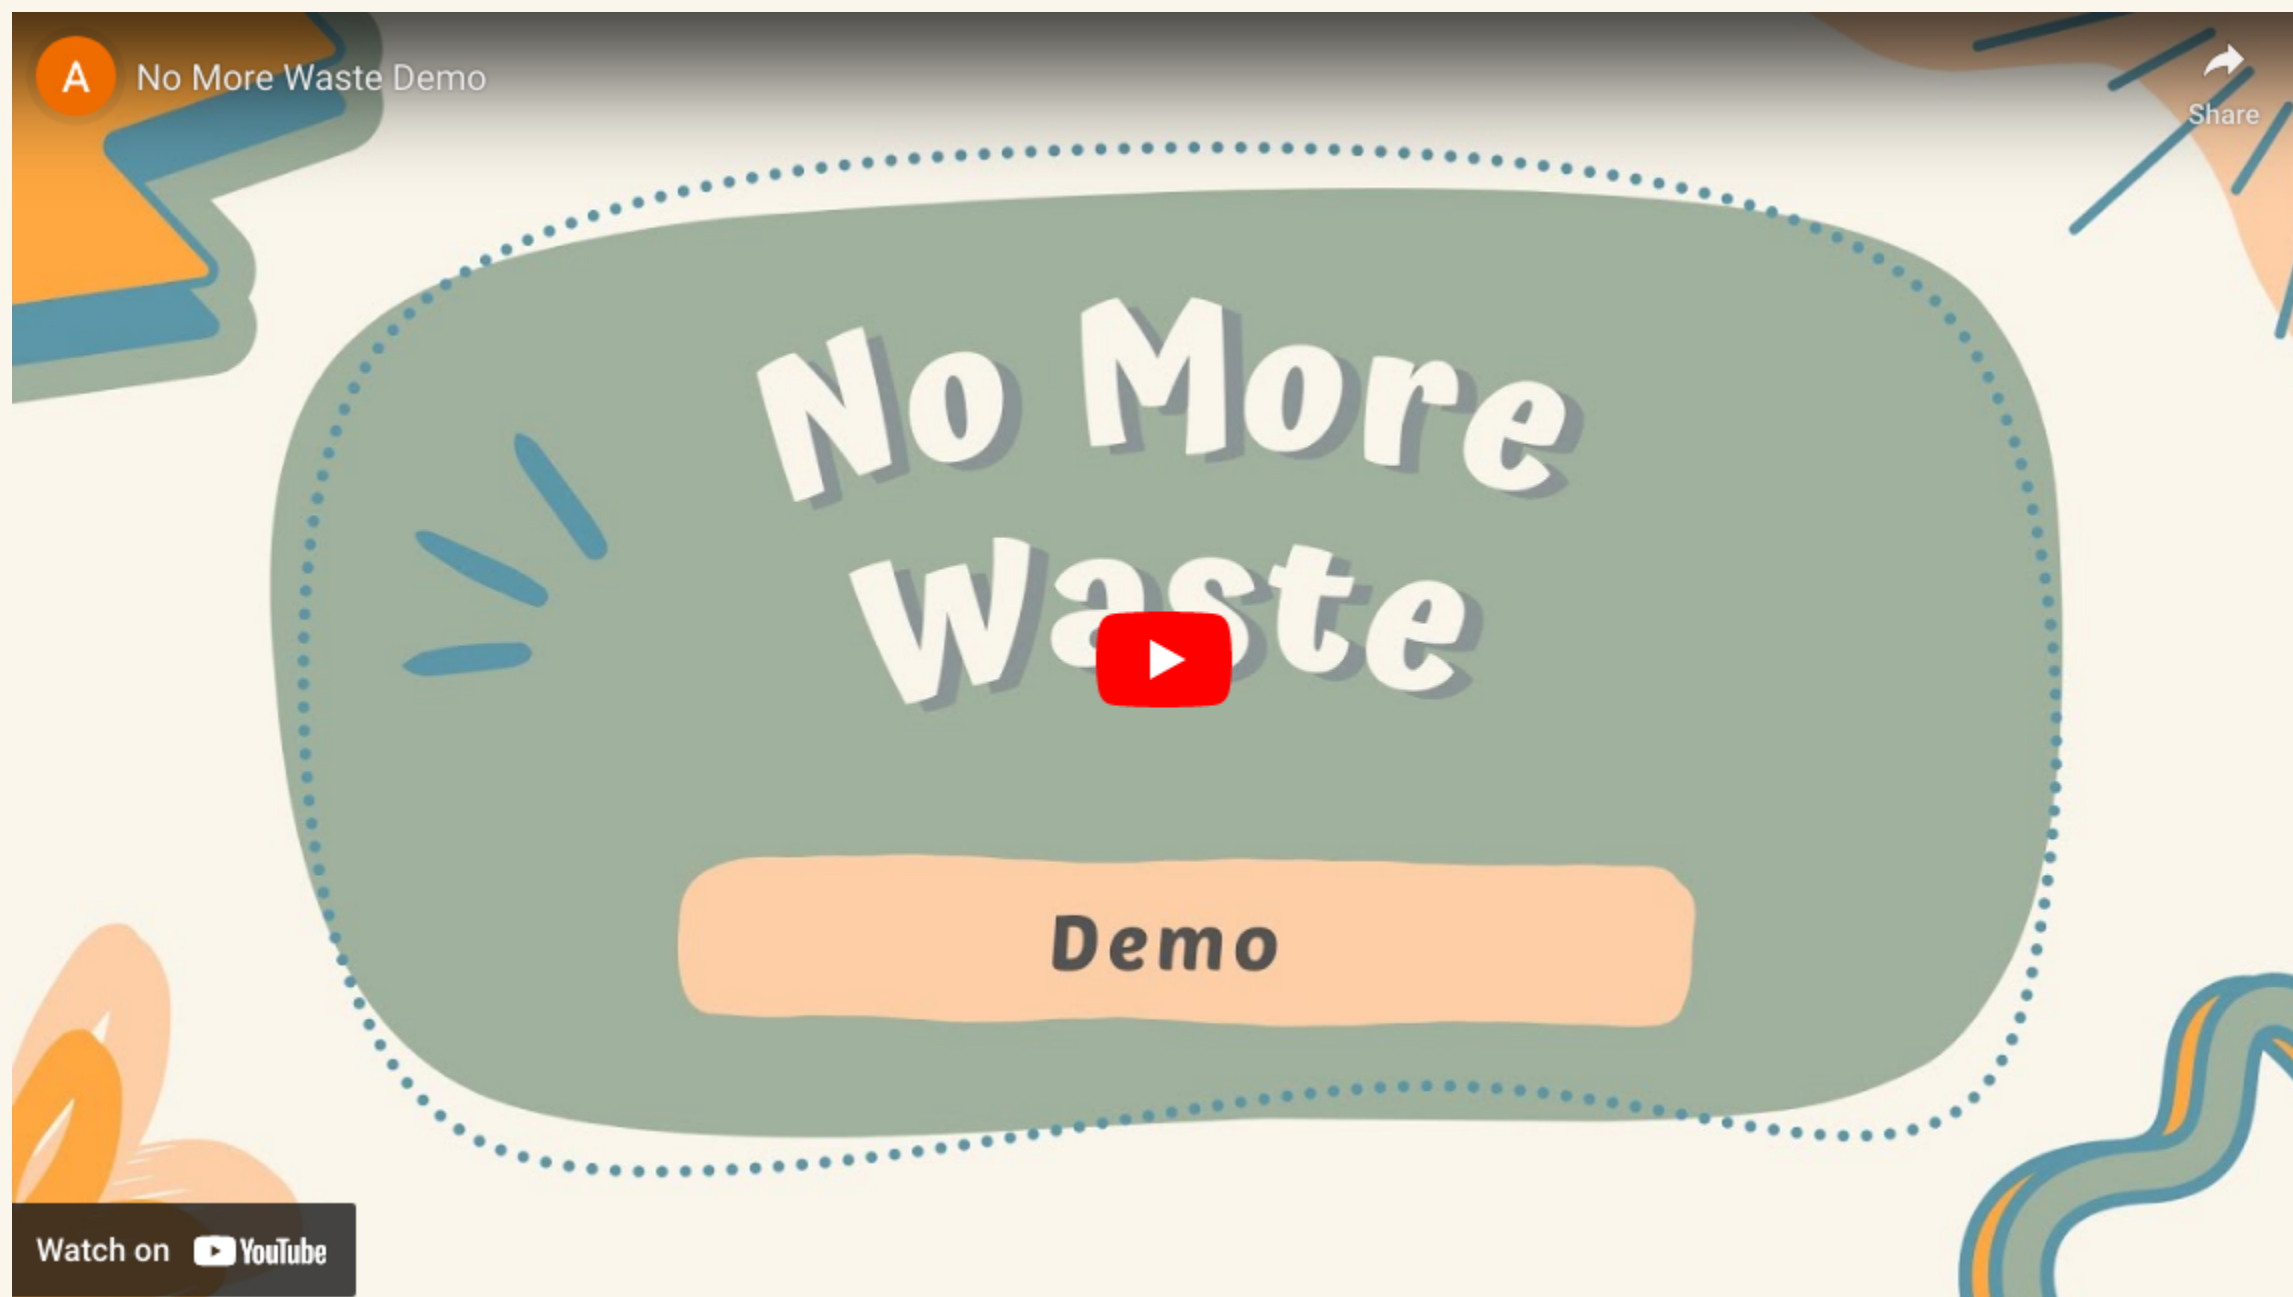 A
No More Waste Demo
Share
No More
Waste
Demo
Watch on YouTube